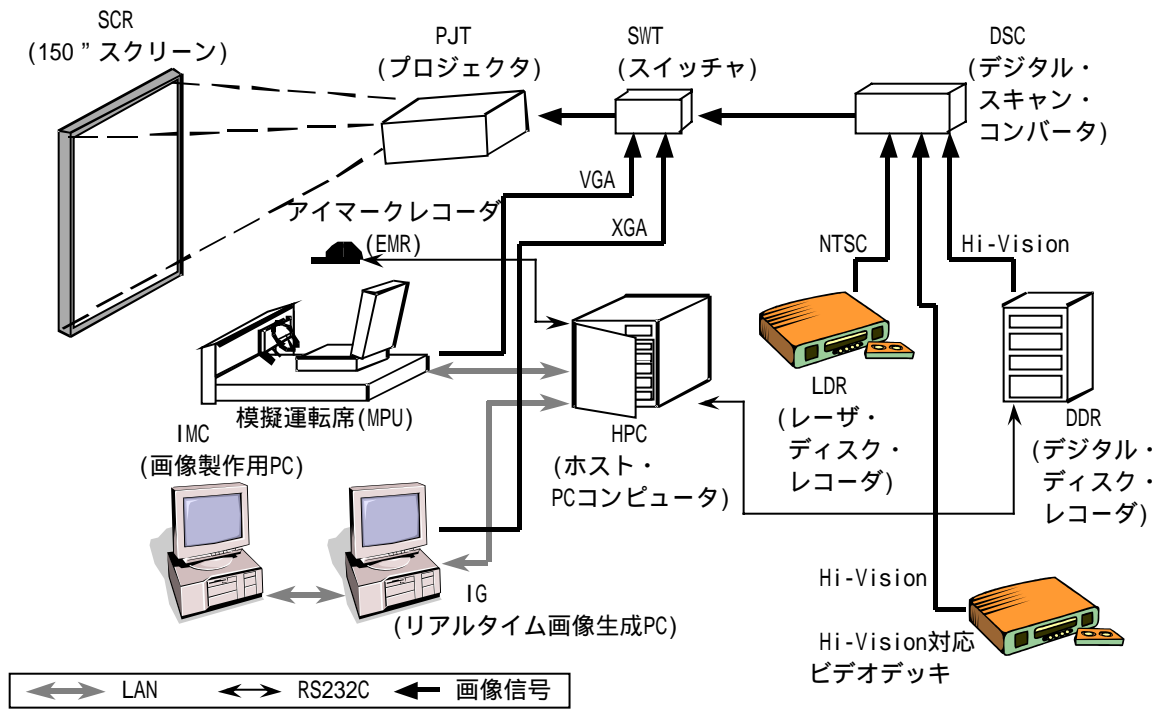 SCR
(150 ” スクリーン)
PJT
(プロジェクタ)
SWT
(スイッチャ)
DSC
(デジタル・
スキャン・
コンバータ)
VGA
XGA
アイマークレコーダ
(EMR)
NTSC
Hi-Vision
模擬運転席(MPU)
HPC
(ホスト・
PCコンピュータ)
LDR
(レーザ・
ディスク・
レコーダ)
DDR
(デジタル・
ディスク・
レコーダ)
IMC
(画像製作用PC)
IG
(リアルタイム画像生成PC)
Hi-Vision
Hi-Vision対応
ビデオデッキ
LAN
RS232C
画像信号